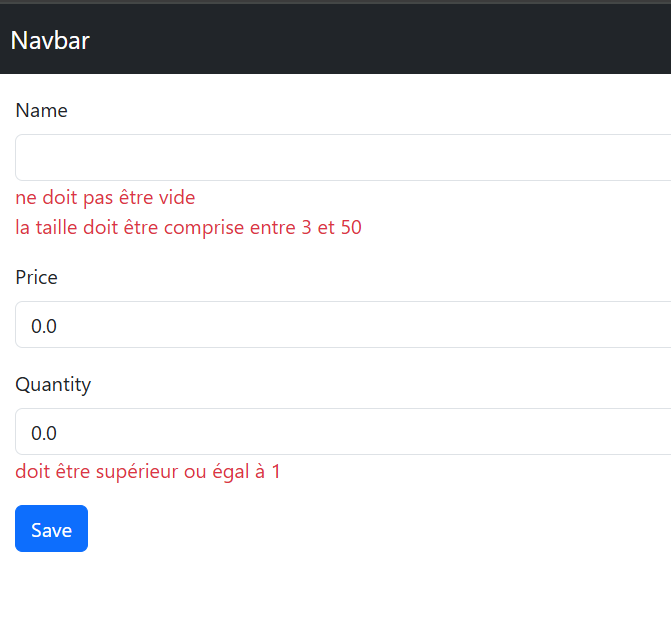 Navbar
Name
ne doit pas être vide
la taille doit être comprise entre 3 et 50
Price
0.0
Quantity
0.0
doit être supérieur ou égal à 1
Save